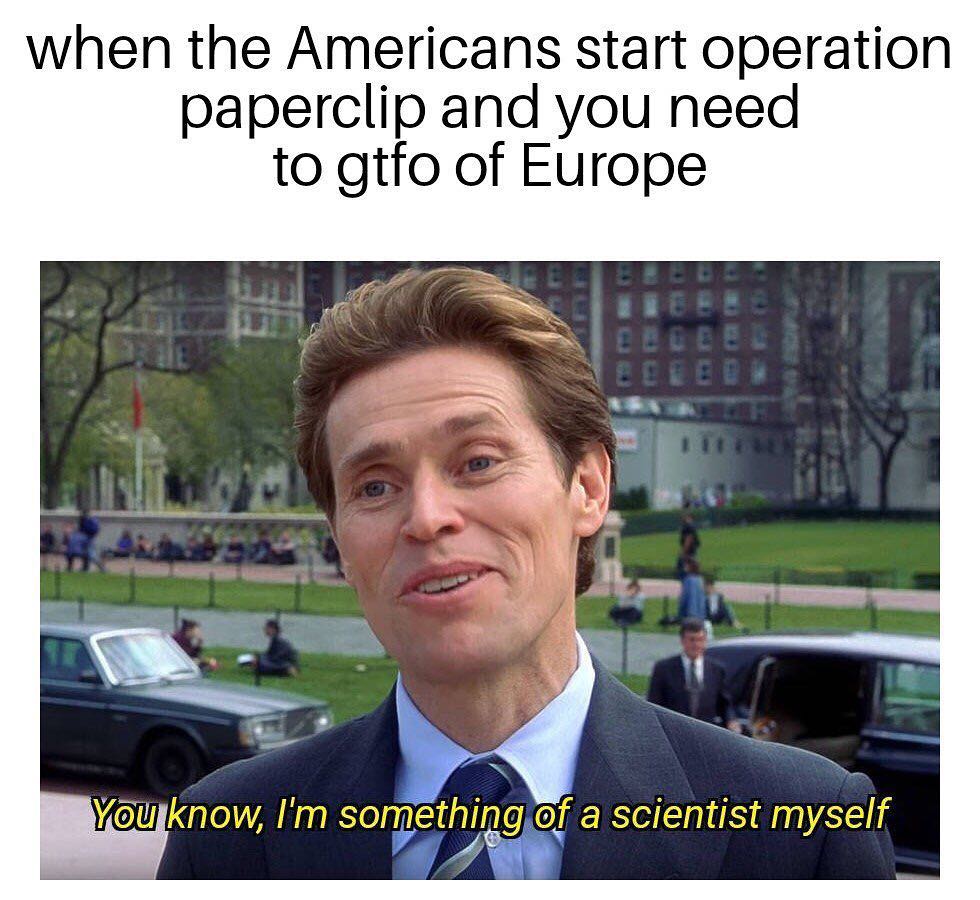 when the Americans start operation
paperclip and you need
to gtfo of Europe
You know, I'm something of a scientist myself